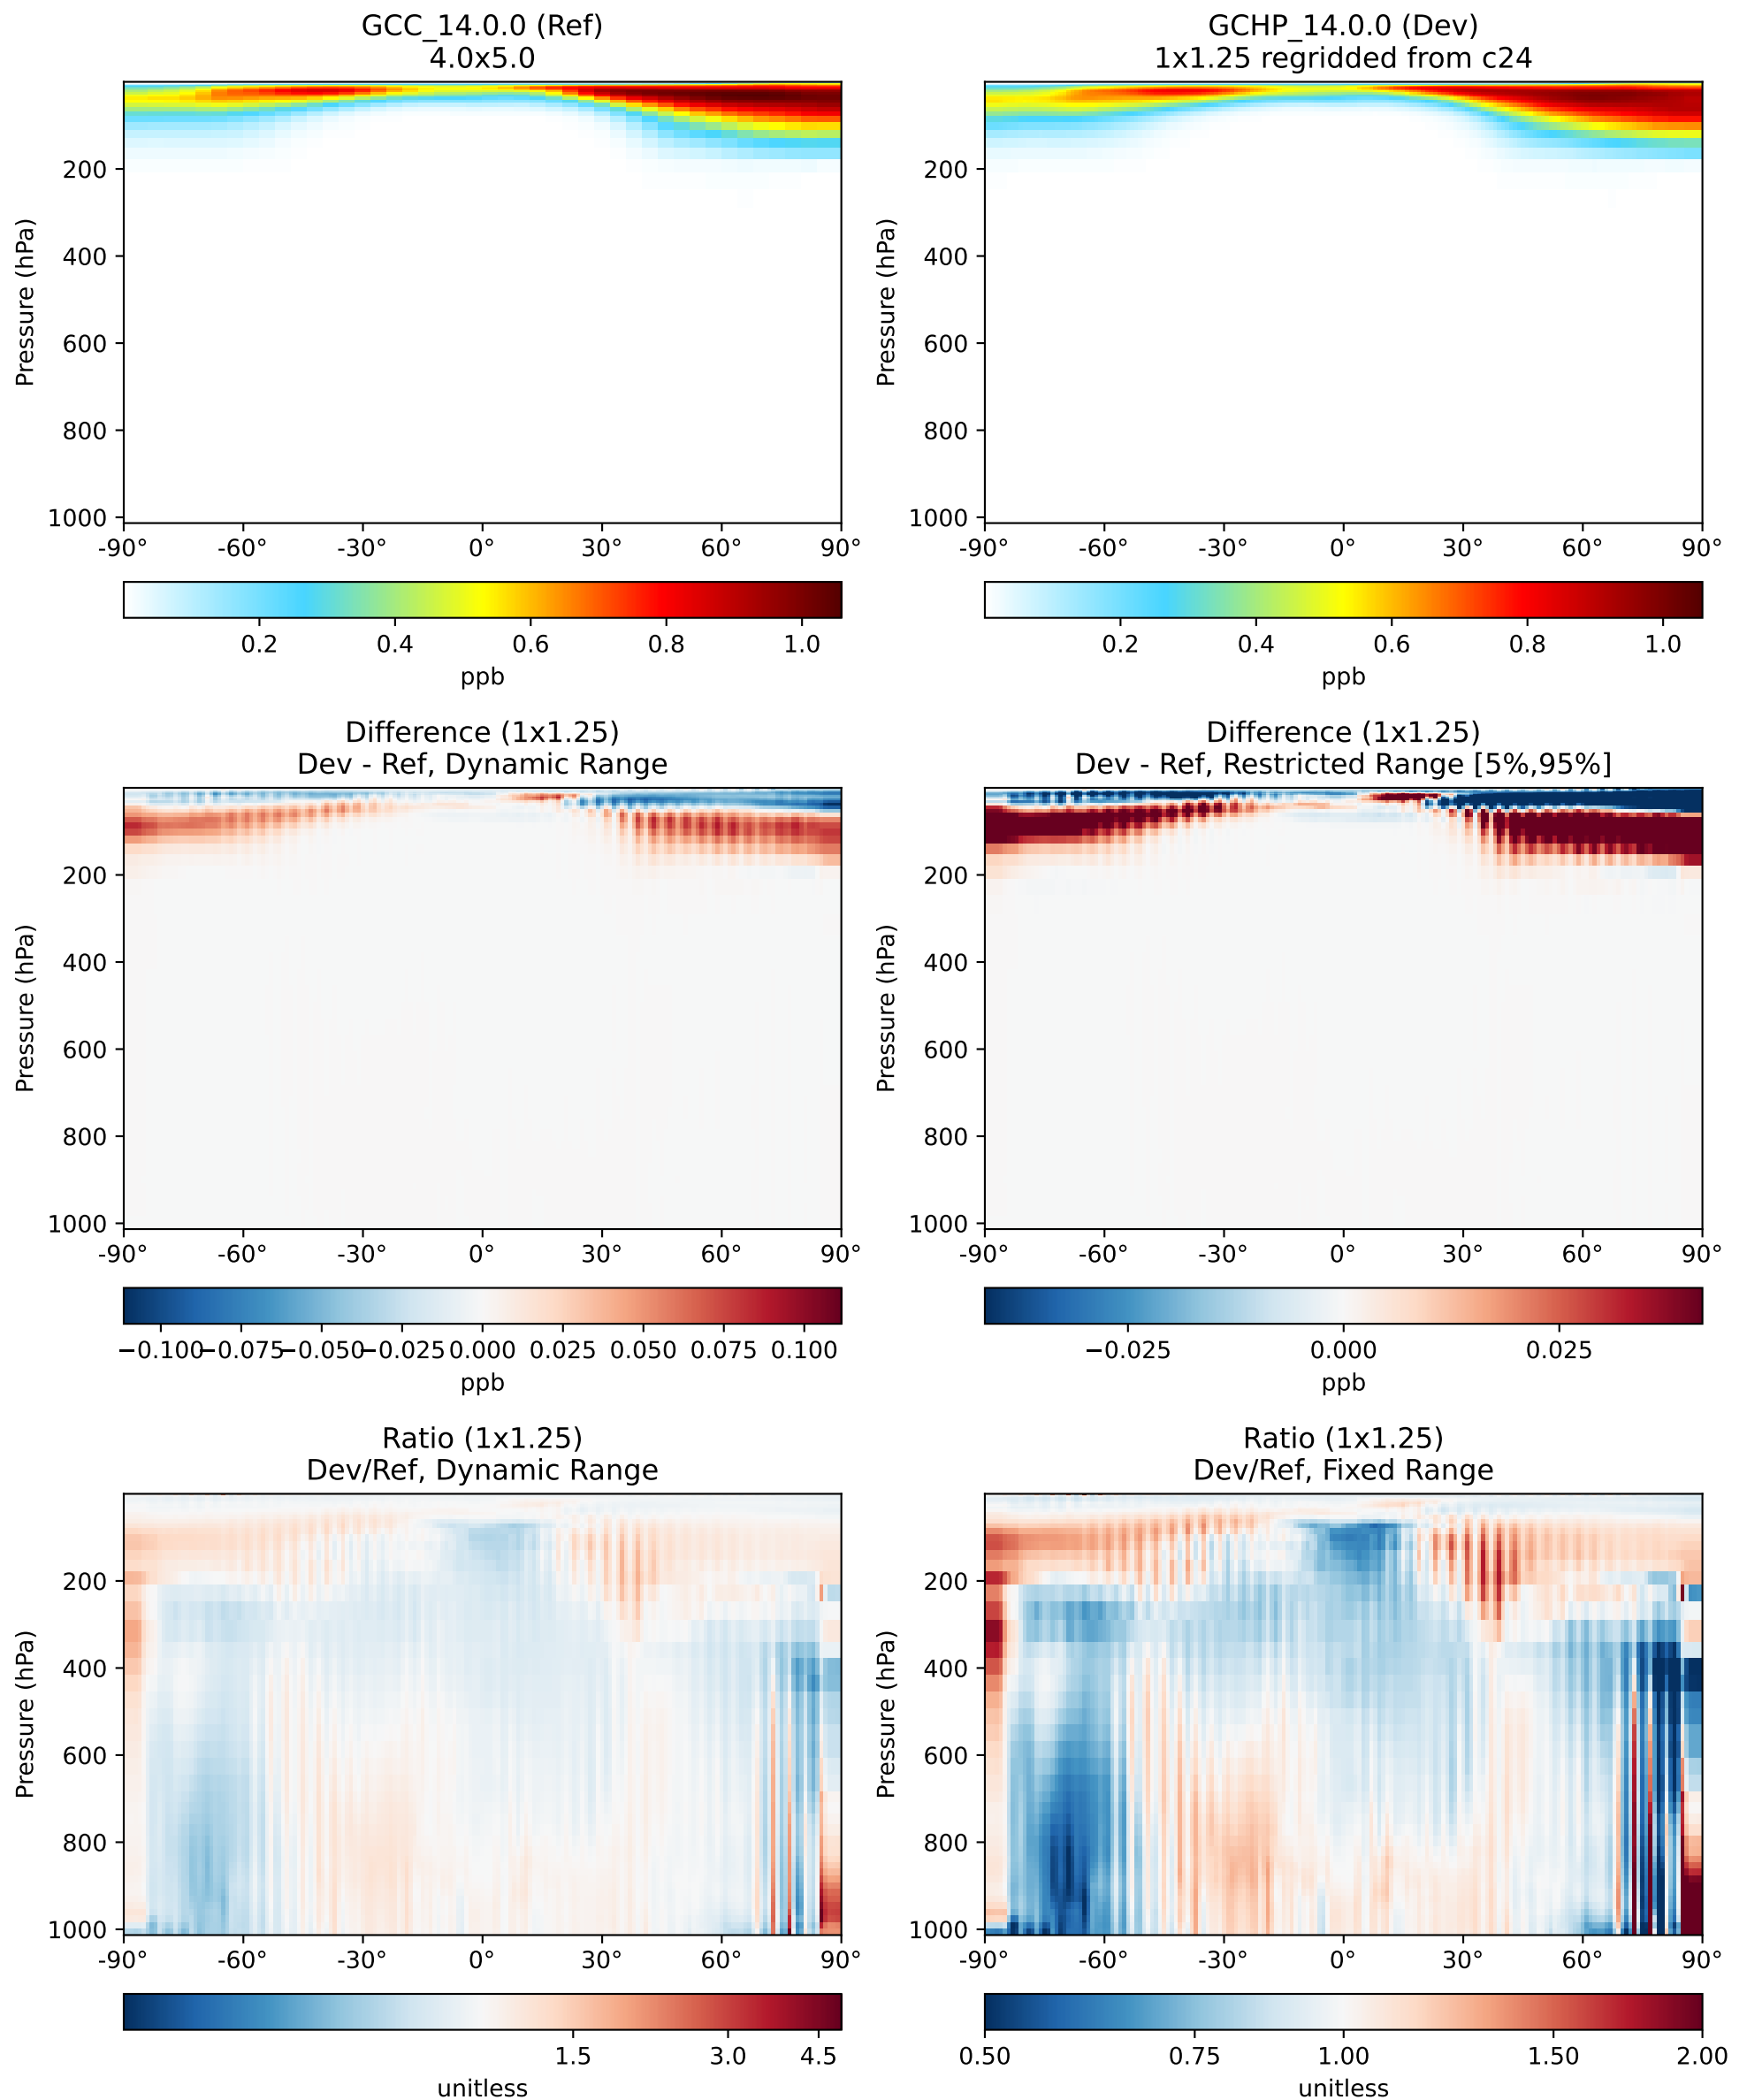 GCC_14.0.0 (Ref)
4.0x5.0
Pressure (hPa)
200
400
600
800
1000
-90° -60° -30° 0° 30° 60° 90°
0.2 0.4 0.6 0.8 1.0
ppb
GCHP_14.0.0 (Dev)
1x1.25 regridded from c24
Pressure (hPa)
200
400
600
800
1000
-90° -60° -30° 0° 30° 60° 90°
0.2 0.4 0.6 0.8 1.0
ppb
Difference (1x1.25)
Dev - Ref, Dynamic Range
Pressure (hPa)
200
400
600
800
1000
-90° -60° -30° 0° 30° 60° 90°
−0.100 −0.075 −0.050 −0.025 0.000 0.025 0.050 0.075 0.100
ppb
Difference (1x1.25)
Dev - Ref, Restricted Range [5%,95%]
Pressure (hPa)
200
400
600
800
1000
-90° -60° -30° 0° 30° 60° 90°
−0.025 0.000 0.025
ppb
Ratio (1x1.25)
Dev/Ref, Dynamic Range
Pressure (hPa)
200
400
600
800
1000
-90° -60° -30° 0° 30° 60° 90°
1.5 3.0 4.5
unitless
Ratio (1x1.25)
Dev/Ref, Fixed Range
Pressure (hPa)
200
400
600
800
1000
-90° -60° -30° 0° 30° 60° 90°
0.50 0.75 1.00 1.50 2.00
unitless